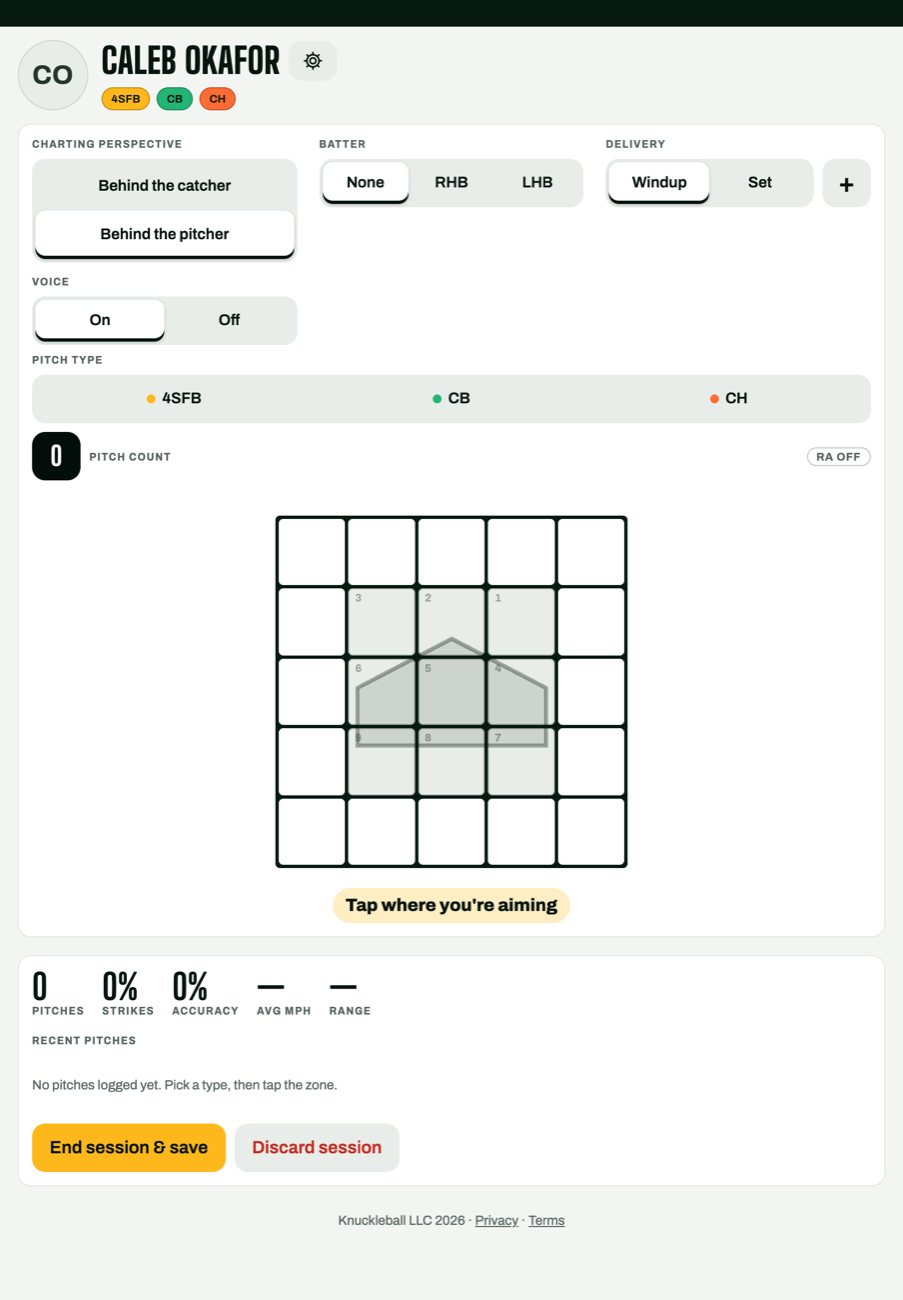 CO
CALEB OKAFOR
4SFB CB CH
CHARTING PERSPECTIVE
Behind the catcher
Behind the pitcher
BATTER
None RHB LHB
DELIVERY
Windup Set +
VOICE
On Off
PITCH TYPE
4SFB CB CH
0 PITCH COUNT RA OFF
3 2 1
6 5 4
9 8 7
Tap where you're aiming
0 0% 0% — —
PITCHES STRIKES ACCURACY AVG MPH RANGE
RECENT PITCHES
No pitches logged yet. Pick a type, then tap the zone.
End session & save Discard session
Knuckleball LLC 2026 · Privacy · Terms